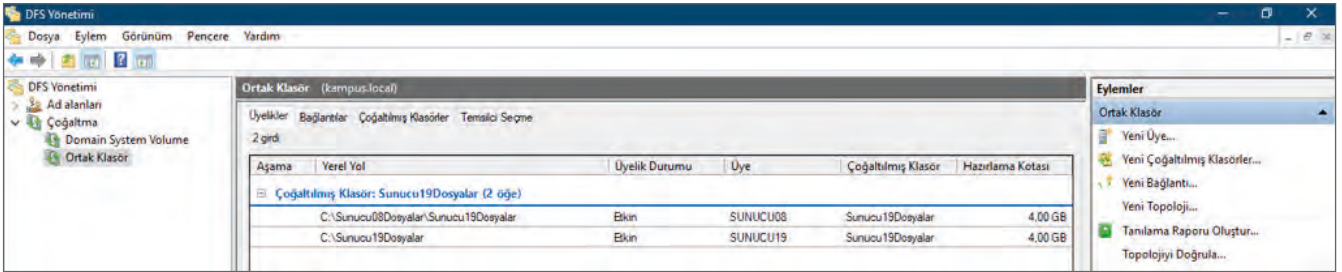 DFS Yönetimi
Dosya Eylem Görünüm Pencere Yardım
DFS Yönetimi
Ad alanları
Çoğaltma
Domain System Volume
Ortak Klasör
Ortak Klasör (kampus.local)
Üyelikler Bağlantılar Çoğaltılmış Klasörler Temsilci Seçme
2 girdi
Aşama Yerel Yol Üyelik Durumu Üye Çoğaltılmış Klasör Hazırlama Kotası
Çoğaltılmış Klasör: Sunucu19Dosyalar (2 öğe)
C:\Sunucu08Dosyalar\Sunucu19Dosyalar Etkin SUNUCU08 Sunucu19Dosyalar 4,00 GB
C:\Sunucu19Dosyalar Etkin SUNUCU19 Sunucu19Dosyalar 4,00 GB
Eylemler
Ortak Klasör
Yeni Üye...
Yeni Çoğaltılmış Klasörler...
Yeni Bağlantı...
Yeni Topoloji...
Tanılama Raporu Oluştur...
Topolojiyi Doğrula...